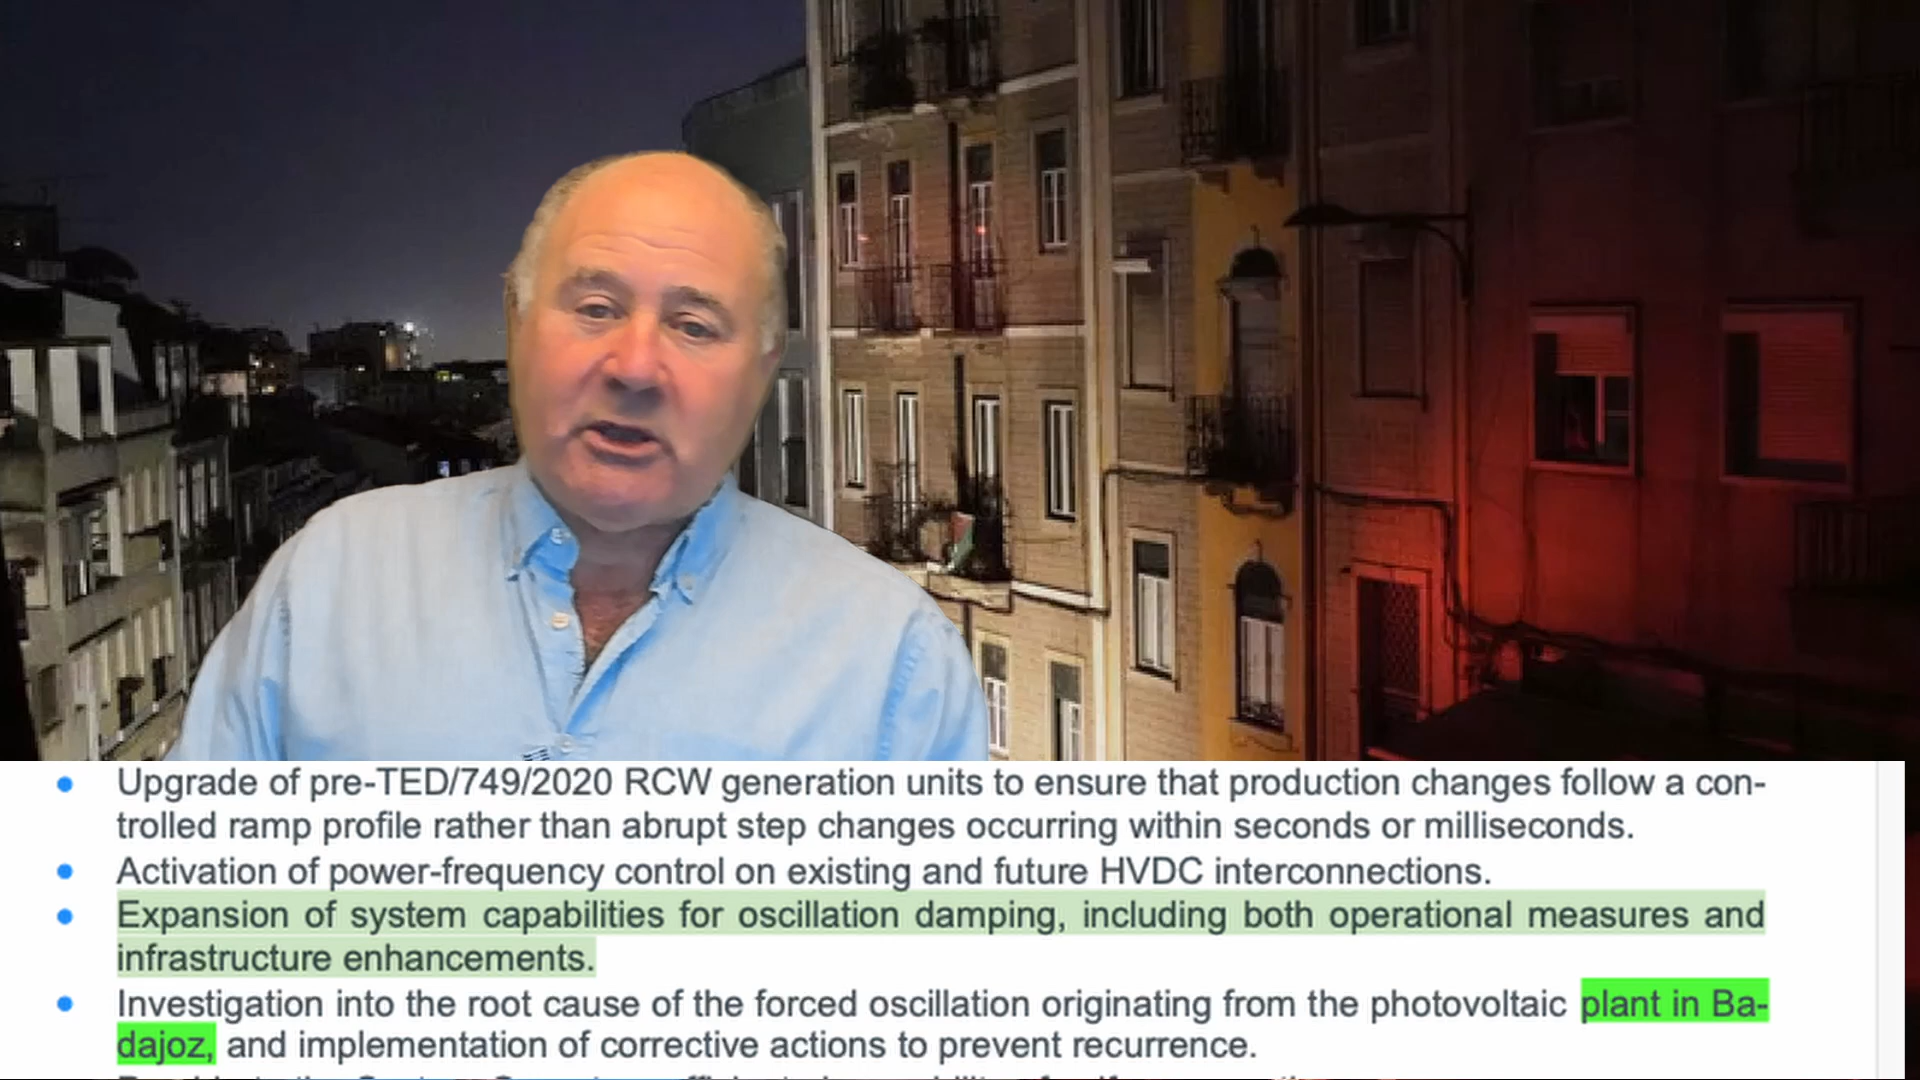 Upgrade of pre-TED/749/2020 RCW generation units to ensure that production changes follow a con-
trolled ramp profile rather than abrupt step changes occurring within seconds or milliseconds.
Activation of power-frequency control on existing and future HVDC interconnections.
Expansion of system capabilities for oscillation damping, including both operational measures and
infrastructure enhancements.
Investigation into the root cause of the forced oscillation originating from the photovoltaic plant in Ba-
dajoz, and implementation of corrective actions to prevent recurrence.